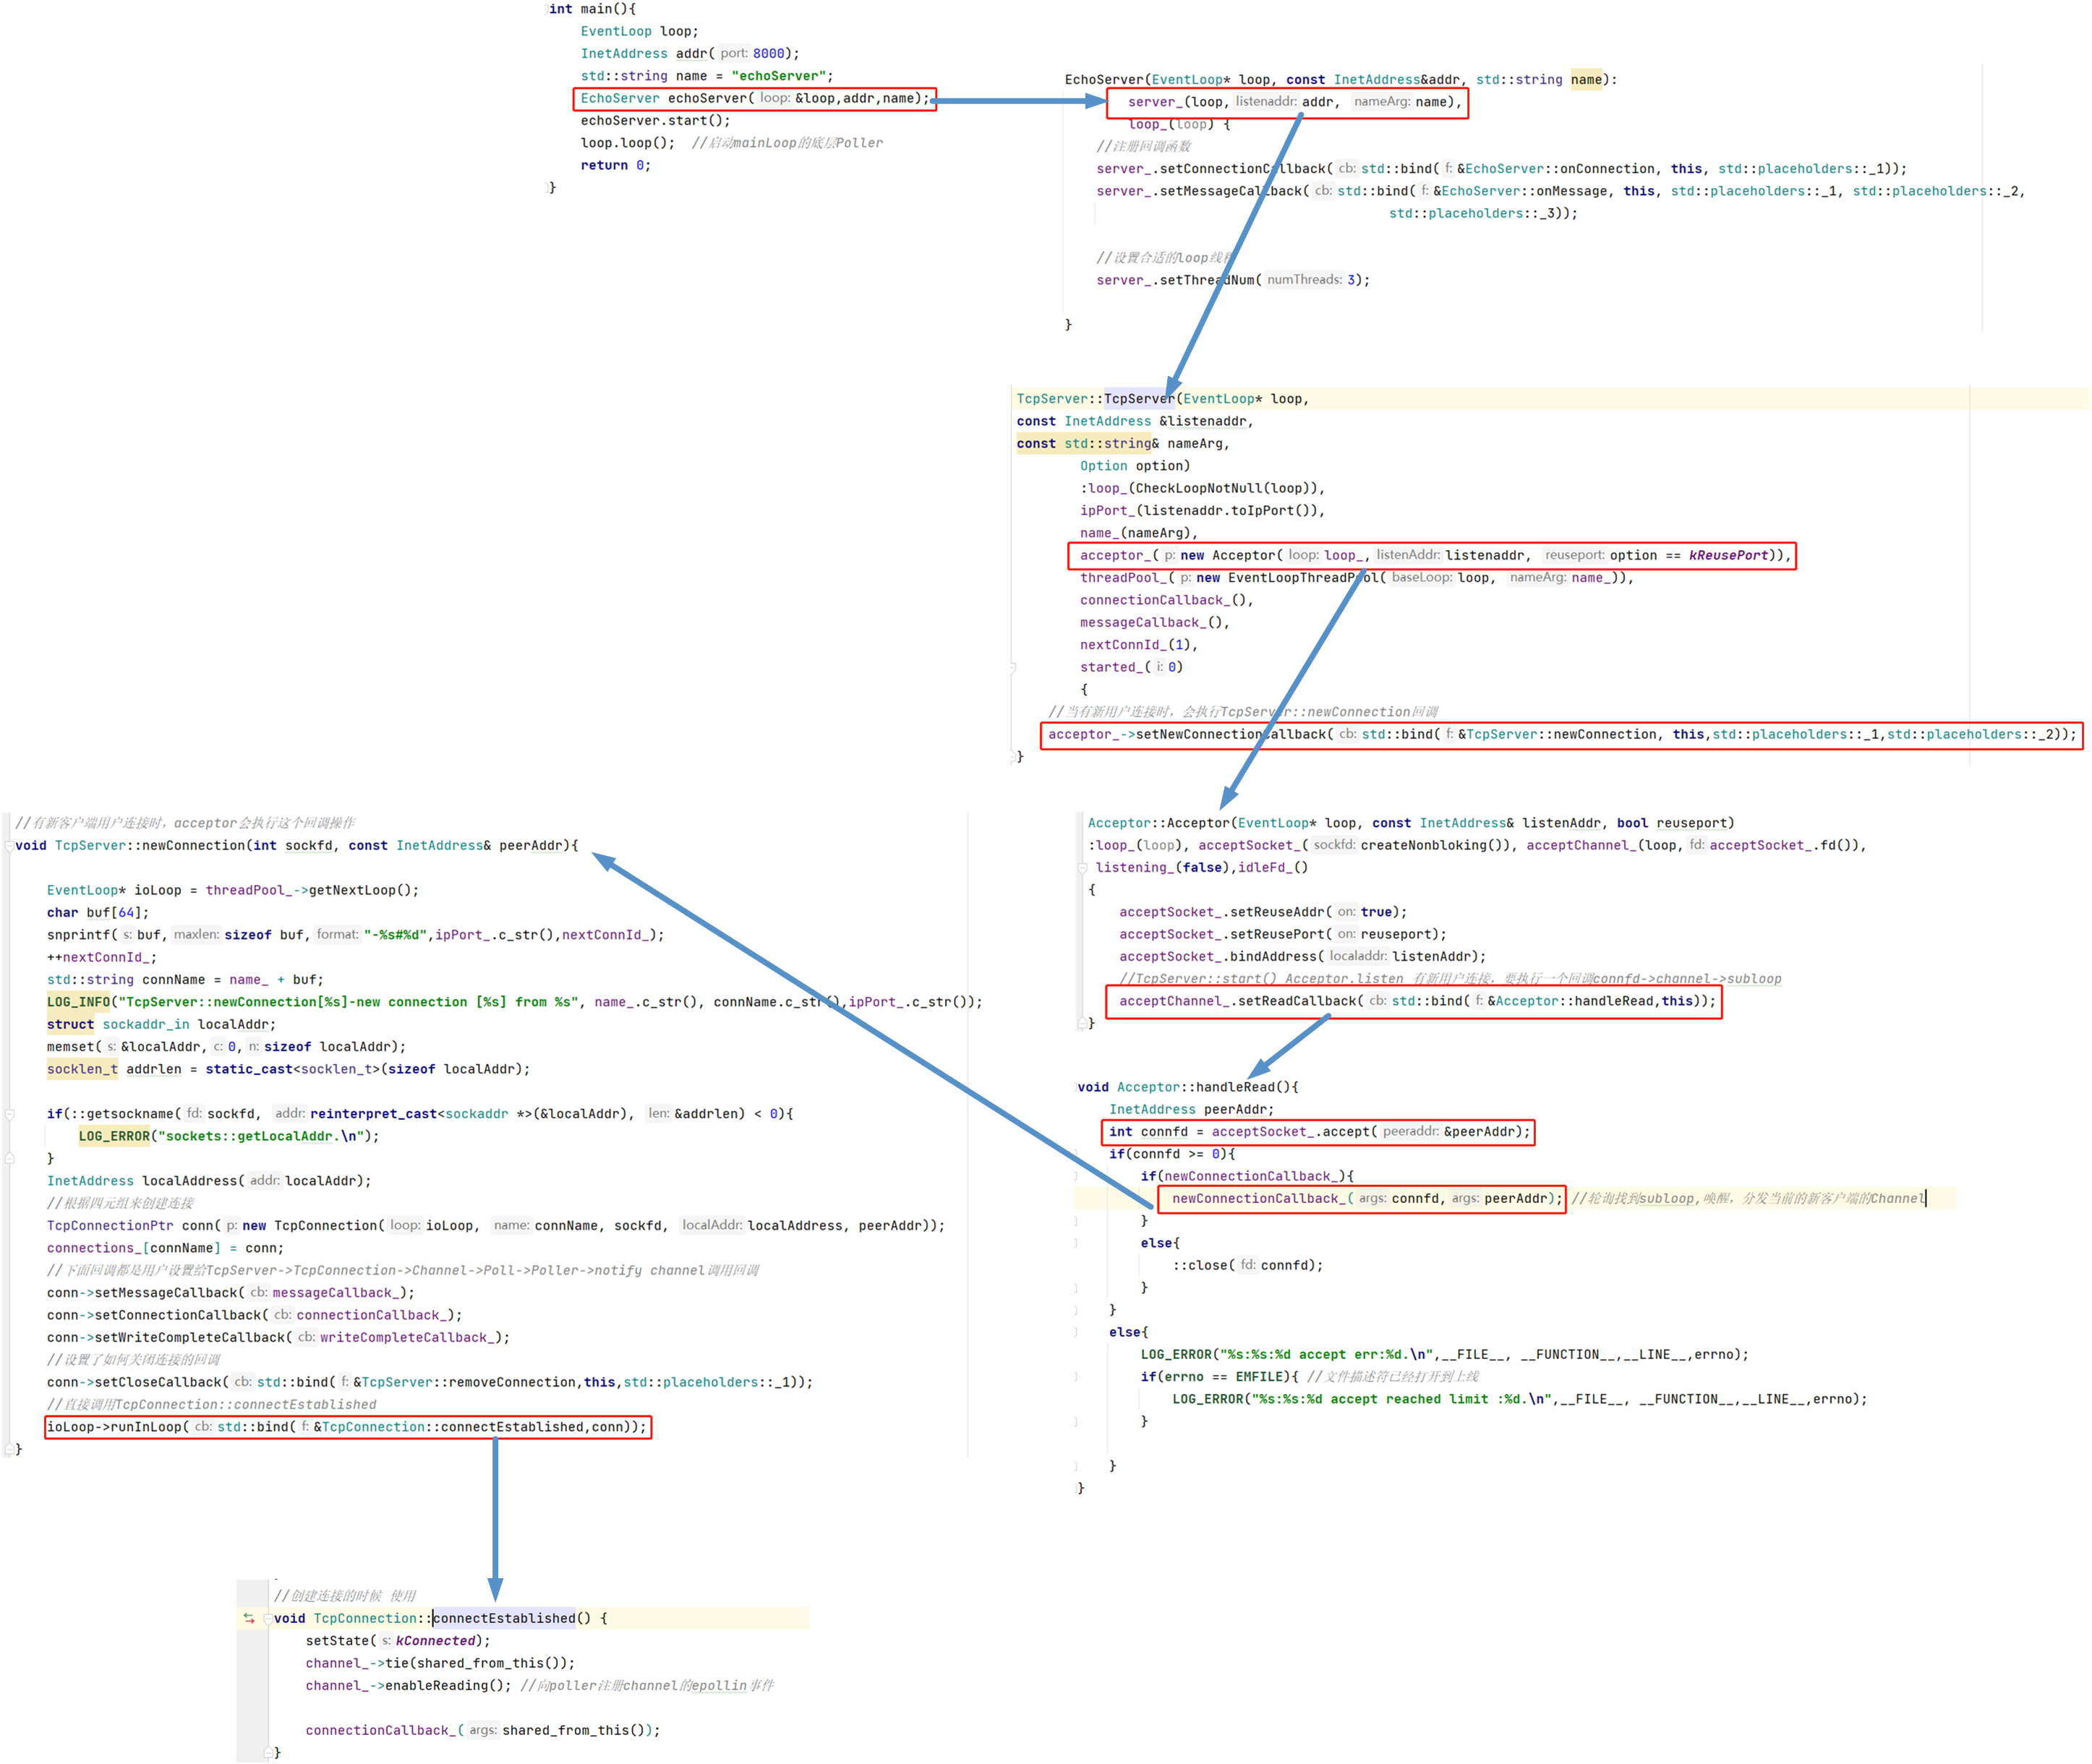 int main(){
EventLoop loop;
InetAddress addr( port: 8000);
std::string name = "echoServer";
EchoServer echoServer( loop: &loop,addr,name);
echoServer.start();
loop.loop();  //启动mainLoop的底层Poller
return 0;
}
EchoServer(EventLoop* loop, const InetAddress&addr, std::string name):
server_(loop, listenaddr: addr, nameArg: name),
loop_(loop) {
//注册回调函数
server_.setConnectionCallback( cb: std::bind( f: &EchoServer::onConnection, this, std::placeholders::_1));
server_.setMessageCallback( cb: std::bind( f: &EchoServer::onMessage, this, std::placeholders::_1, std::placeholders::_2,
std::placeholders::_3));
//设置合适的loop线
server_.setThreadNum( numThreads: 3);
}
TcpServer::TcpServer(EventLoop* loop,
const InetAddress &listenaddr,
const std::string& nameArg,
Option option)
:loop_(CheckLoopNotNull(loop)),
ipPort_(listenaddr.toIpPort()),
name_(nameArg),
acceptor_( p: new Acceptor( loop: loop_, listenAddr: listenaddr, reuseport: option == kReusePort)),
threadPool_( p: new EventLoopThreadPool( baseLoop: loop, nameArg: name_)),
connectionCallback_(),
messageCallback_(),
nextConnId_(1),
started_( i: 0)
{
//当有新用户连接时，会执行TcpServer::newConnection回调
acceptor_->setNewConnectionCallback( cb: std::bind( f: &TcpServer::newConnection, this,std::placeholders::_1,std::placeholders::_2));
}
//有新客户端用户连接时，acceptor会执行这个回调操作
void TcpServer::newConnection(int sockfd, const InetAddress& peerAddr){
EventLoop* ioLoop = threadPool_->getNextLoop();
char buf[64];
snprintf( s: buf, maxlen: sizeof buf, format: "-%s#%d",ipPort_.c_str(),nextConnId_);
++nextConnId_;
std::string connName = name_ + buf;
LOG_INFO("TcpServer::newConnection[%s]-new connection [%s] from %s", name_.c_str(), connName.c_str(),ipPort_.c_str());
struct sockaddr_in localAddr;
memset( s: &localAddr, c: 0, n: sizeof localAddr);
socklen_t addrlen = static_cast<socklen_t>(sizeof localAddr);
if(::getsockname( fd: sockfd, addr: reinterpret_cast<sockaddr *>(&localAddr), len: &addrlen) < 0){
LOG_ERROR("sockets::getLocalAddr.\n");
}
InetAddress localAddress( addr: localAddr);
//根据四元组来创建连接
TcpConnectionPtr conn( p: new TcpConnection( loop: ioLoop, name: connName, sockfd, localAddr: localAddress, peerAddr));
connections_[connName] = conn;
//下面回调都是用户设置给TcpServer->TcpConnection->Channel->Poll->Poller->notify channel调用回调
conn->setMessageCallback( cb: messageCallback_);
conn->setConnectionCallback( cb: connectionCallback_);
conn->setWriteCompleteCallback( cb: writeCompleteCallback_);
//设置了如何关闭连接的回调
conn->setCloseCallback( cb: std::bind( f: &TcpServer::removeConnection,this,std::placeholders::_1));
//直接调用TcpConnection::connectEstablished
ioLoop->runInLoop( cb: std::bind( f: &TcpConnection::connectEstablished,conn));
}
Acceptor::Acceptor(EventLoop* loop, const InetAddress& listenAddr, bool reuseport)
:loop_(loop), acceptSocket_( sockfd: createNonbloking()), acceptChannel_(loop, fd: acceptSocket_.fd()),
listening_(false),idleFd_()
{
acceptSocket_.setReuseAddr( on: true);
acceptSocket_.setReusePort( on: reuseport);
acceptSocket_.bindAddress( localaddr: listenAddr);
//TcpServer::start() Acceptor.listen 有新用户连接，要执行一个回调connfd->channel->subloop
acceptChannel_.setReadCallback( cb: std::bind( f: &Acceptor::handleRead,this));
}
void Acceptor::handleRead(){
InetAddress peerAddr;
int connfd = acceptSocket_.accept( peeraddr: &peerAddr);
if(connfd >= 0){
if(newConnectionCallback_){
newConnectionCallback_( args: connfd, args: peerAddr); //轮询找到subloop,唤醒，分发当前的新客户端的Channel
}
else{
::close( fd: connfd);
}
}
else{
LOG_ERROR("%s:%s:%d accept err:%d.\n",__FILE__, __FUNCTION__,__LINE__,errno);
if(errno == EMFILE){ //文件描述符已经打开到上线
LOG_ERROR("%s:%s:%d accept reached limit :%d.\n",__FILE__, __FUNCTION__,__LINE__,errno);
}
}
}
//创建连接的时候 使用
void TcpConnection::connectEstablished() {
setState( s: kConnected);
channel_->tie(shared_from_this());
channel_->enableReading(); //向poller注册channel的epollin事件
connectionCallback_( args: shared_from_this());
}